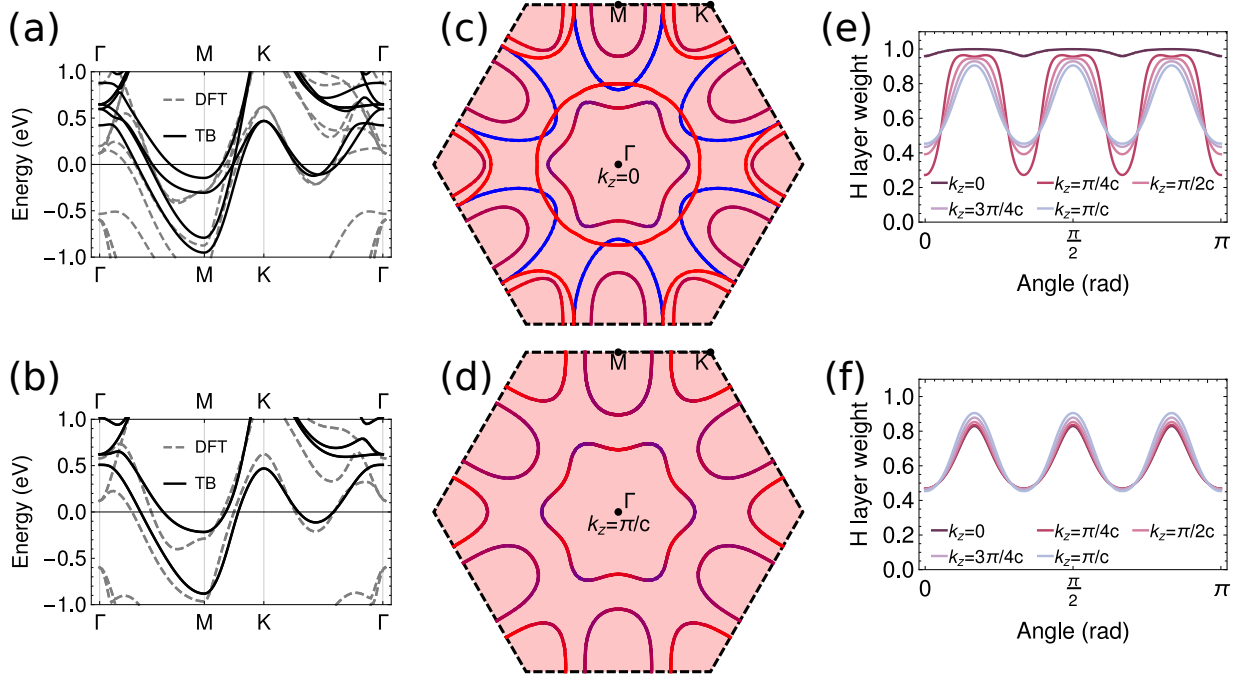 (a)
Γ M K Γ
1.0
0.5
0.0
−0.5
−1.0
Energy (eV)
DFT
TB
Γ M K Γ
(b)
Γ M K Γ
1.0
0.5
0.0
−0.5
−1.0
Energy (eV)
DFT
TB
Γ M K Γ
(c)
M K
Γ
k_z=0
(d)
M K
Γ
k_z=π/c
(e)
1.0
0.8
0.6
0.4
0.2
0.0
H layer weight
k_z=0 k_z=π/4c k_z=π/2c
k_z=3π/4c k_z=π/c
0 π/2 π
Angle (rad)
(f)
1.0
0.8
0.6
0.4
0.2
0.0
H layer weight
k_z=0 k_z=π/4c k_z=π/2c
k_z=3π/4c k_z=π/c
0 π/2 π
Angle (rad)